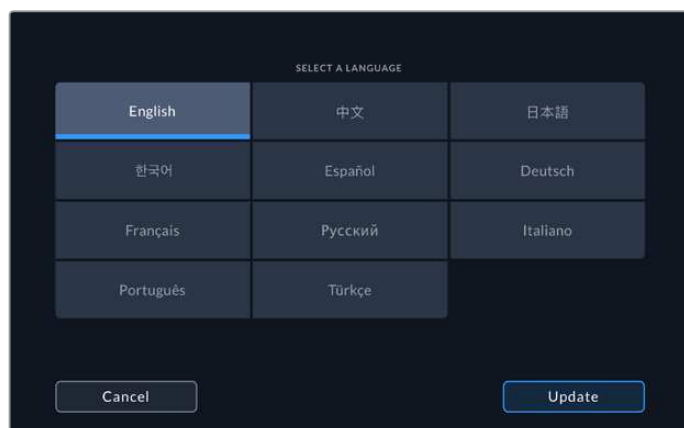 SELECT A LANGUAGE
English 中文 日本語
한국어 Español Deutsch
Français Русский Italiano
Português Türkçe
Cancel Update